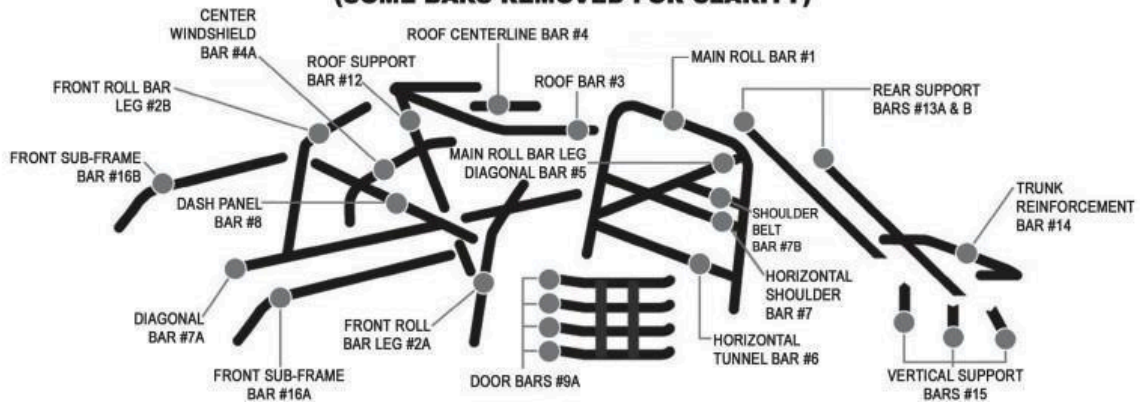 (SOME BARS REMOVED FOR CLARITY)
CENTER
WINDSHIELD
BAR #4A
ROOF CENTERLINE BAR #4
ROOF SUPPORT
BAR #12
MAIN ROLL BAR #1
ROOF BAR #3
FRONT ROLL BAR
LEG #2B
REAR SUPPORT
BARS #13A & B
FRONT SUB-FRAME
BAR #16B
MAIN ROLL BAR LEG
DIAGONAL BAR #5
DASH PANEL
BAR #8
SHOULDER
BELT
BAR #7B
TRUNK
REINFORCEMENT
BAR #14
HORIZONTAL
SHOULDER
BAR #7
DIAGONAL
BAR #7A
FRONT ROLL
BAR LEG #2A
HORIZONTAL
TUNNEL BAR #6
FRONT SUB-FRAME
BAR #16A
DOOR BARS #9A
VERTICAL SUPPORT
BARS #15